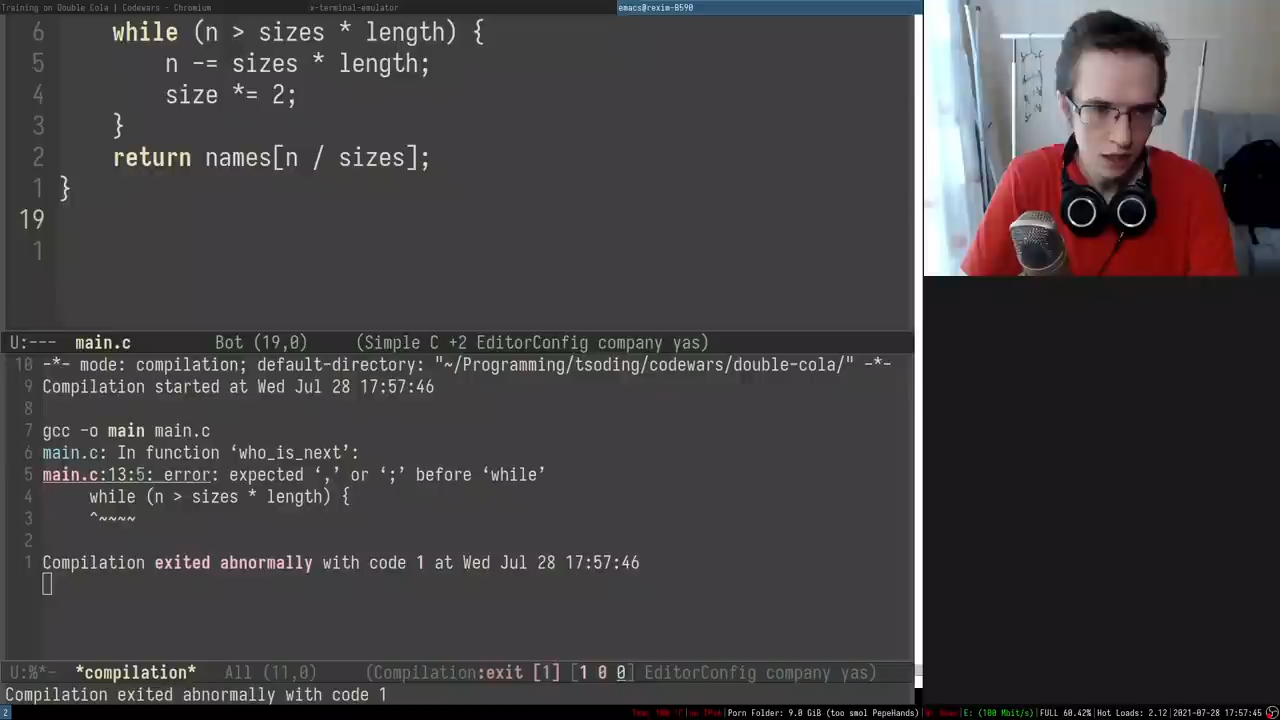 Training on Double Cola | Codewars - Chromium
x-terminal-emulator
emacs@rexim-B590
6 while (n > sizes * length) {
5 n -= sizes * length;
4 size *= 2;
3 }
2 return names[n / sizes];
1 }
19
1
U:--- main.c Bot (19,0) (Simple C +2 EditorConfig company yas)
10 -*- mode: compilation; default-directory: "~/Programming/tsoding/codewars/double-cola/" -*-
9 Compilation started at Wed Jul 28 17:57:46
8
7 gcc -o main main.c
6 main.c: In function ‘who_is_next’:
5 main.c:13:5: error: expected ‘,’ or ‘;’ before ‘while’
4 while (n > sizes * length) {
3 ^~~~~
2
1 Compilation exited abnormally with code 1 at Wed Jul 28 17:57:46
U:%*- *compilation* All (11,0) (Compilation:exit [1] [1 0 0] EditorConfig company yas)
Compilation exited abnormally with code 1
2 Porn Folder: 9.0 GiB (too smol PepeHands) E: (100 Mbit/s) FULL 60.42% Hot Loads: 2.12 2021-07-28 17:57:45